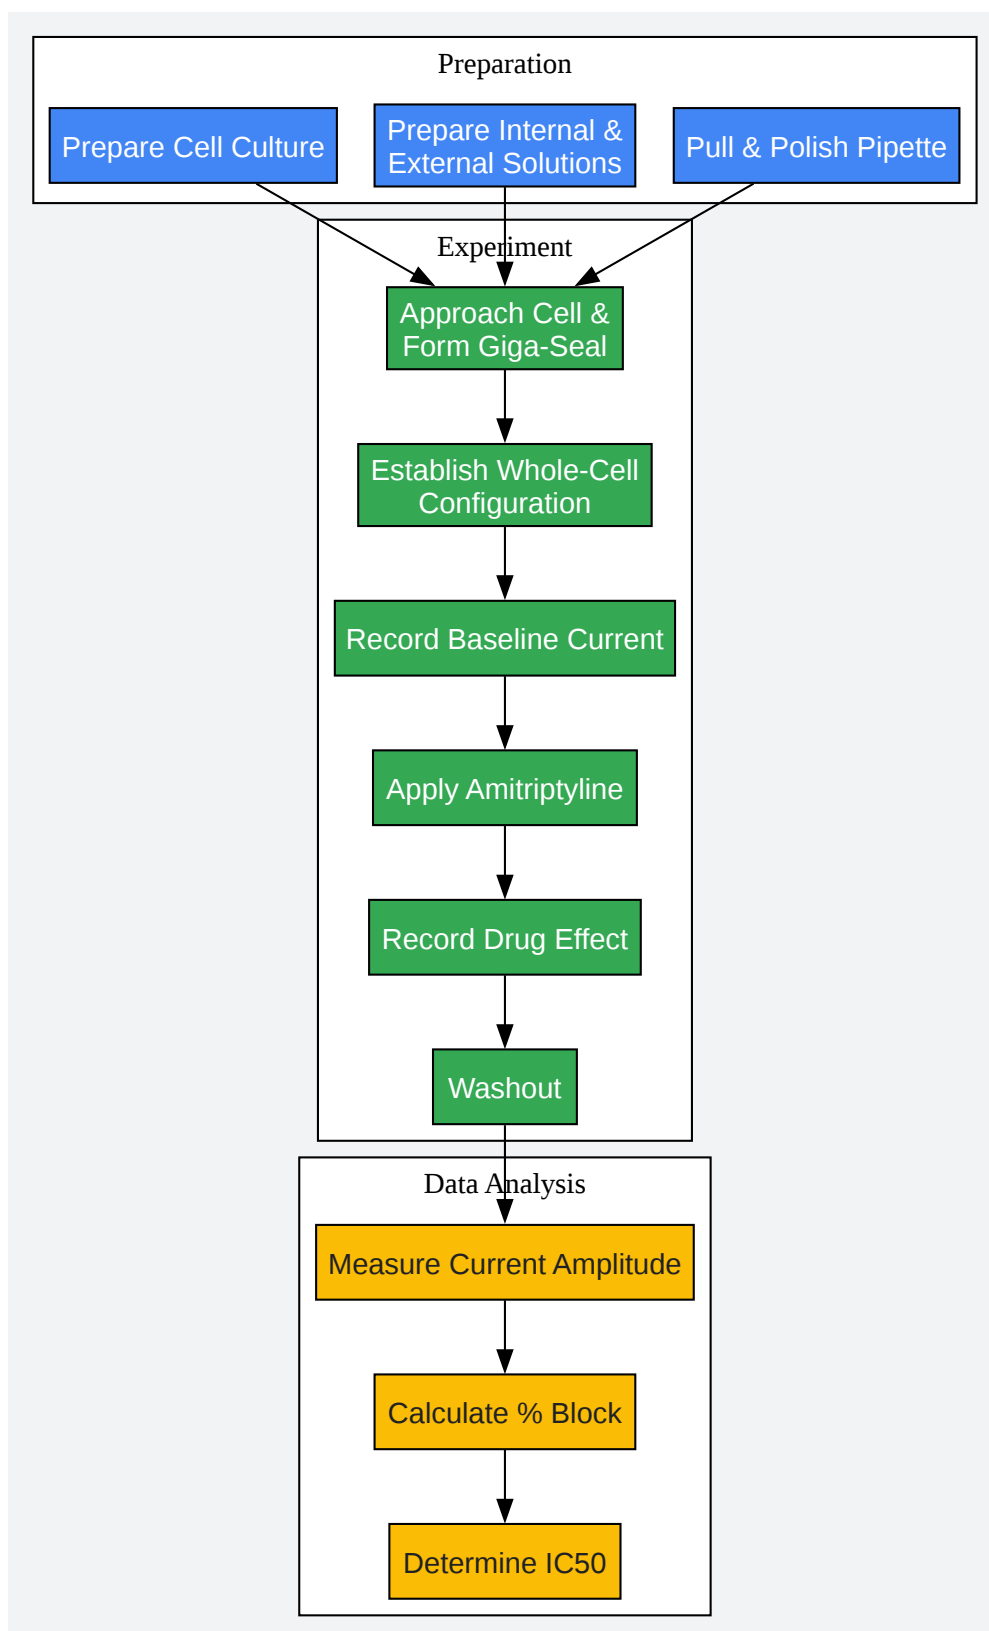 Preparation
Prepare Cell Culture
Prepare Internal &
External Solutions
Pull & Polish Pipette
Experiment
Approach Cell &
Form Giga-Seal
Establish Whole-Cell
Configuration
Record Baseline Current
Apply Amitriptyline
Record Drug Effect
Washout
Data Analysis
Measure Current Amplitude
Calculate % Block
Determine IC50